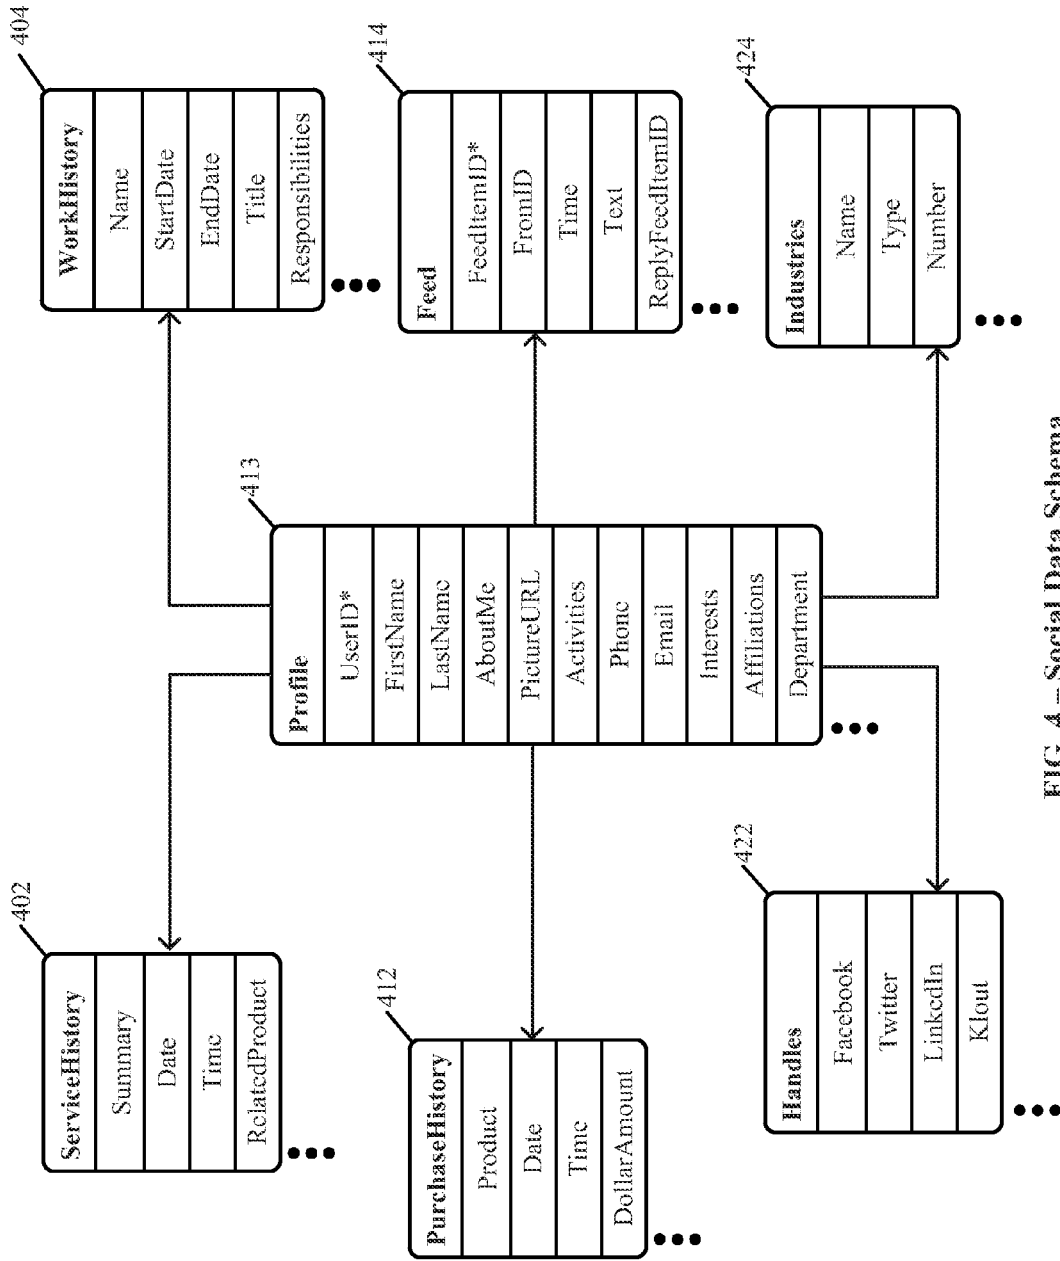 402
ServiceHistory
Summary
Date
Time
RelatedProduct
412
PurchaseHistory
Product
Date
Time
DollarAmount
422
Handles
Facebook
Twitter
LinkedIn
Klout
413
Profile
UserID*
FirstName
LastName
AboutMe
PictureURL
Activities
Phone
Email
Interests
Affiliations
Department
404
WorkHistory
Name
StartDate
EndDate
Title
Responsibilities
414
Feed
FeedItemID*
FromID
Time
Text
ReplyFeedItemID
424
Industries
Name
Type
Number
FIG. 4 – Social Data Schema